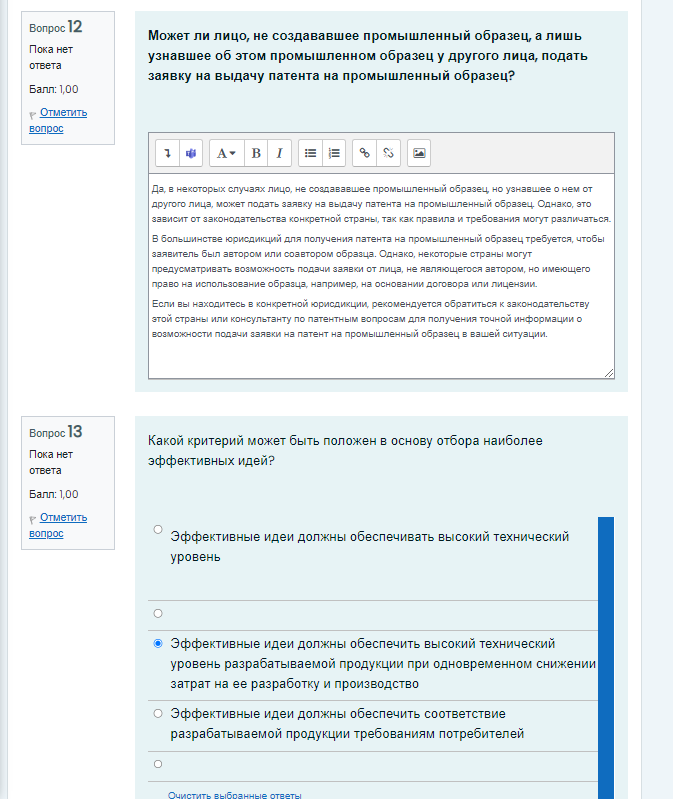 Вопрос 12
Пока нет
ответа
Балл: 1,00
Отметить
вопрос
Может ли лицо, не создававшее промышленный образец, а лишь
узнавшее об этом промышленном образец у другого лица, подать
заявку на выдачу патента на промышленный образец?
A B I
Да, в некоторых случаях лицо, не создававшее промышленный образец, но узнавшее о нем от
другого лица, может подать заявку на выдачу патента на промышленный образец. Однако, это
зависит от законодательства конкретной страны, так как правила и требования могут различаться.
В большинстве юрисдикций для получения патента на промышленный образец требуется, чтобы
заявитель был автором или соавтором образца. Однако, некоторые страны могут
предусматривать возможность подачи заявки от лица, не являющегося автором, но имеющего
право на использование образца, например, на основании договора или лицензии.
Если вы находитесь в конкретной юрисдикции, рекомендуется обратиться к законодательству
этой страны или консультанту по патентным вопросам для получения точной информации о
возможности подачи заявки на патент на промышленный образец в вашей ситуации.
Вопрос 13
Пока нет
ответа
Балл: 1,00
Отметить
вопрос
Какой критерий может быть положен в основу отбора наиболее
эффективных идей?
Эффективные идеи должны обеспечивать высокий технический
уровень
Эффективные идеи должны обеспечить высокий технический
уровень разрабатываемой продукции при одновременном снижении
затрат на ее разработку и производство
Эффективные идеи должны обеспечить соответствие
разрабатываемой продукции требованиям потребителей
Очистить выбранные ответы